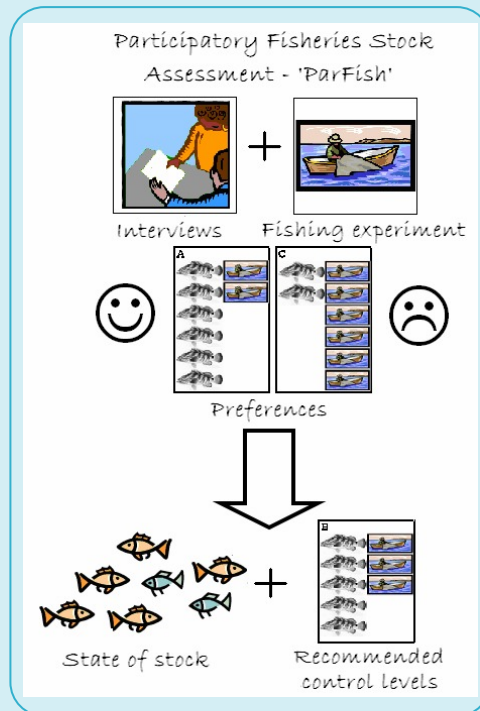 Participatory Fisheries Stock
Assessment - 'ParFish'
Interviews
Fishing experiment
A
C
Preferences
B
State of stock
Recommended
control levels